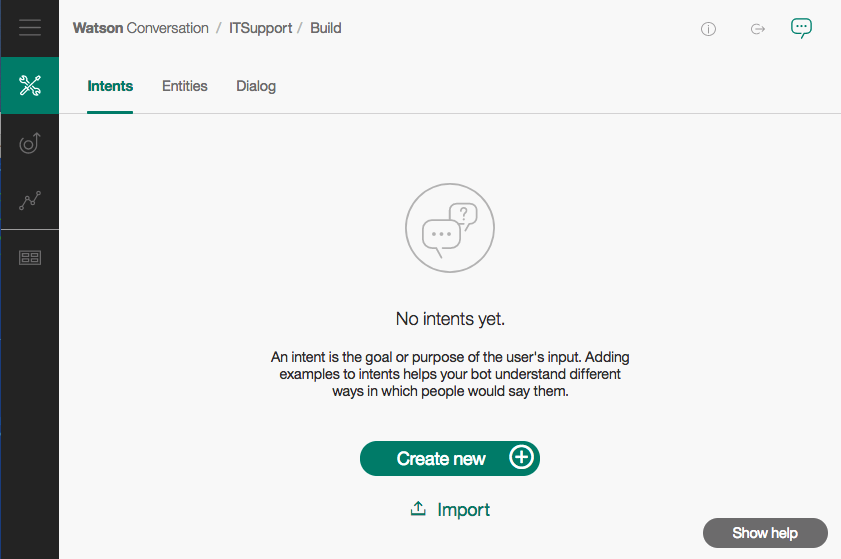 Watson Conversation / ITSupport / Build
Intents Entities Dialog
?
No intents yet.
An intent is the goal or purpose of the user's input. Adding
examples to intents helps your bot understand different
ways in which people would say them.
Create new
Import
Show help